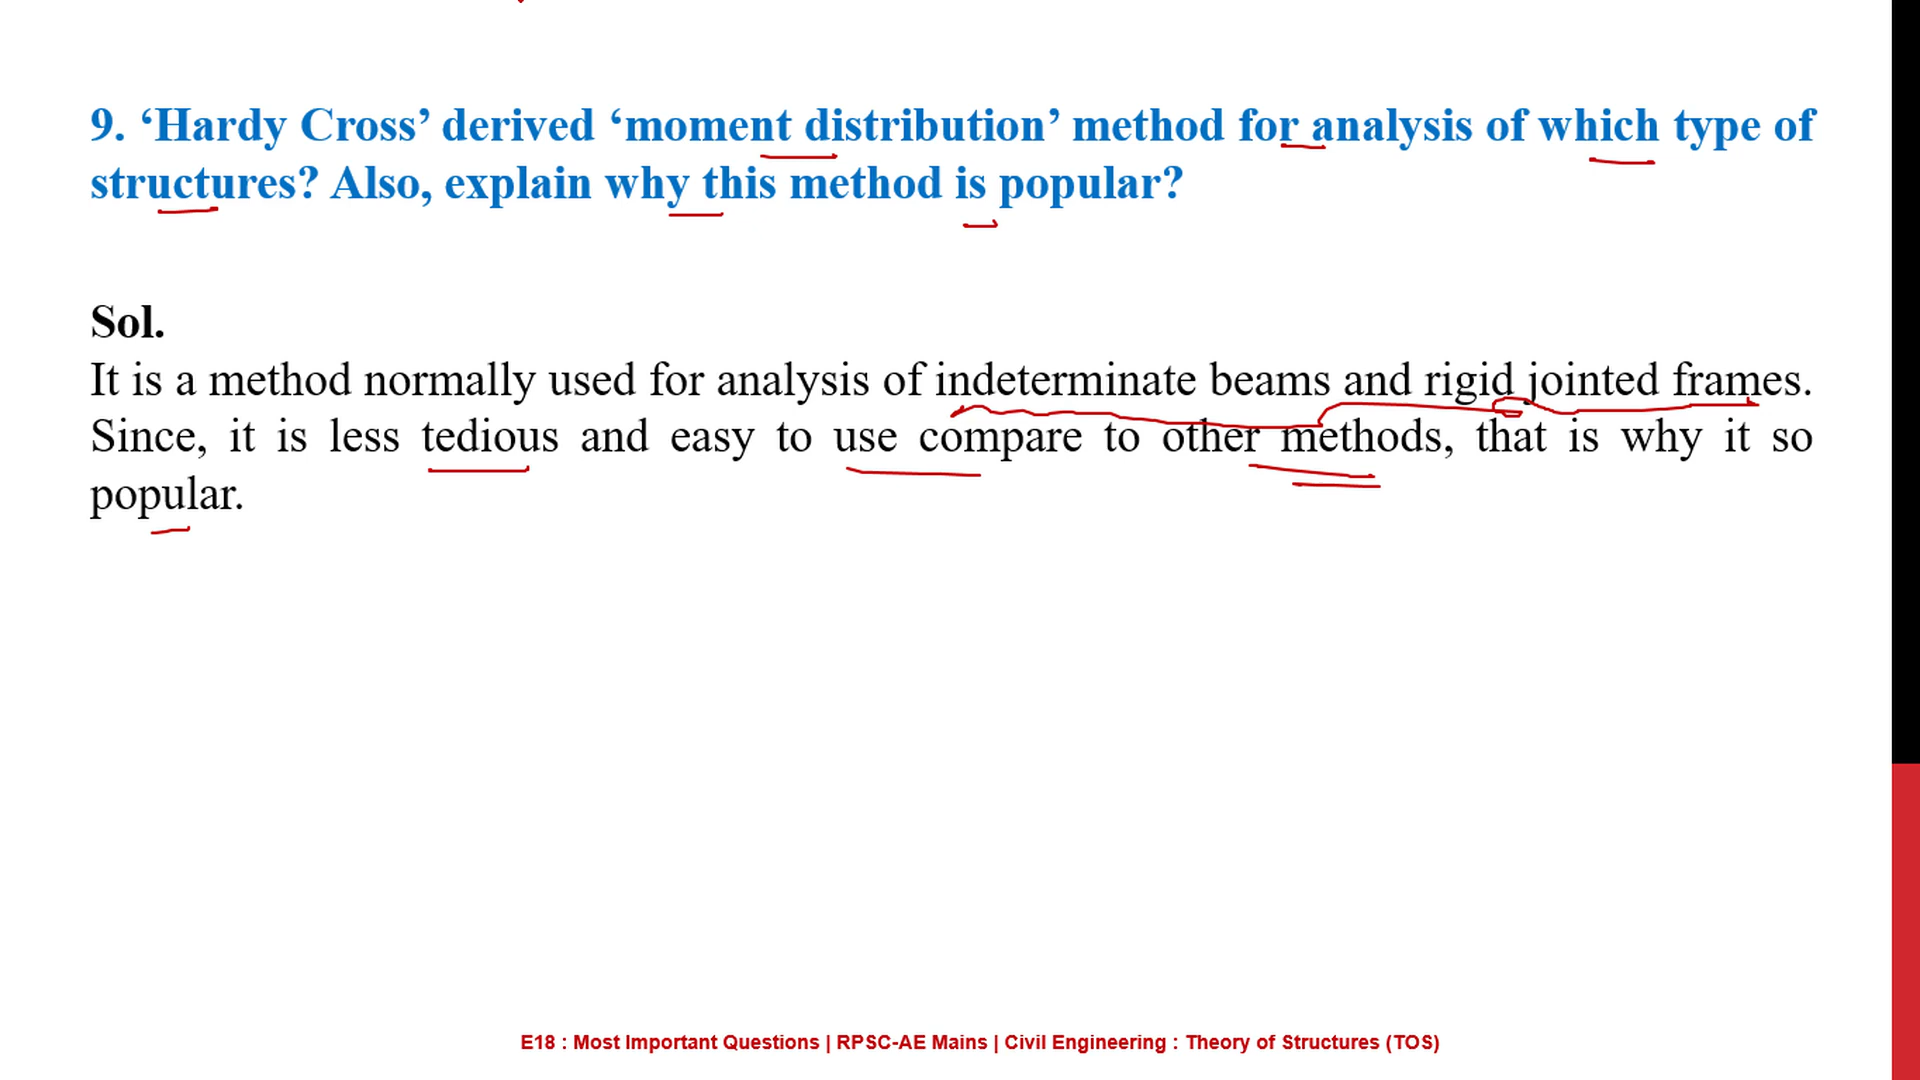 9. ‘Hardy Cross’ derived ‘moment distribution’ method for analysis of which type of
structures? Also, explain why this method is popular?
Sol.
It is a method normally used for analysis of indeterminate beams and rigid jointed frames.
Since, it is less tedious and easy to use compare to other methods, that is why it so
popular.
E18 : Most Important Questions | RPSC-AE Mains | Civil Engineering : Theory of Structures (TOS)